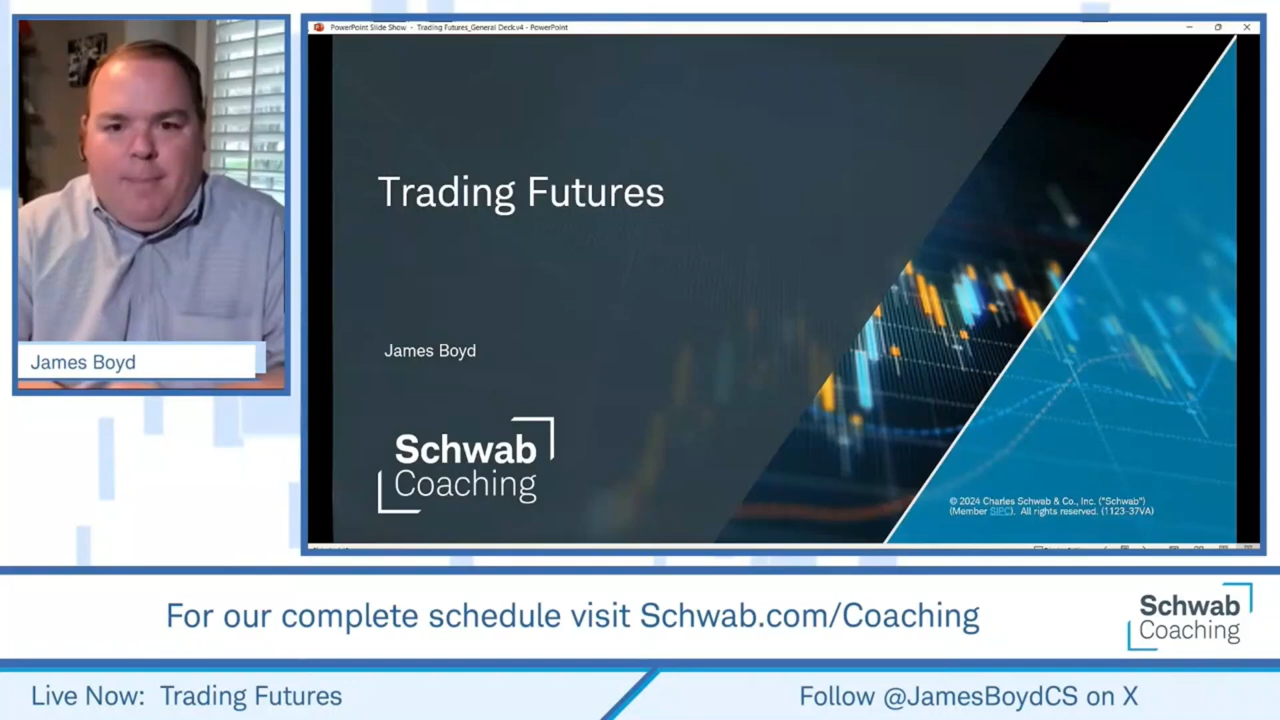 PowerPoint Slide Show - Trading Futures_General Deck.v4 - PowerPoint
Trading Futures
James Boyd
Schwab
Coaching
© 2024 Charles Schwab & Co., Inc. ("Schwab")
(Member SIPC). All rights reserved. (1123-37VA)
James Boyd
For our complete schedule visit Schwab.com/Coaching
Schwab
Coaching
Live Now: Trading Futures
Follow @JamesBoydCS on X